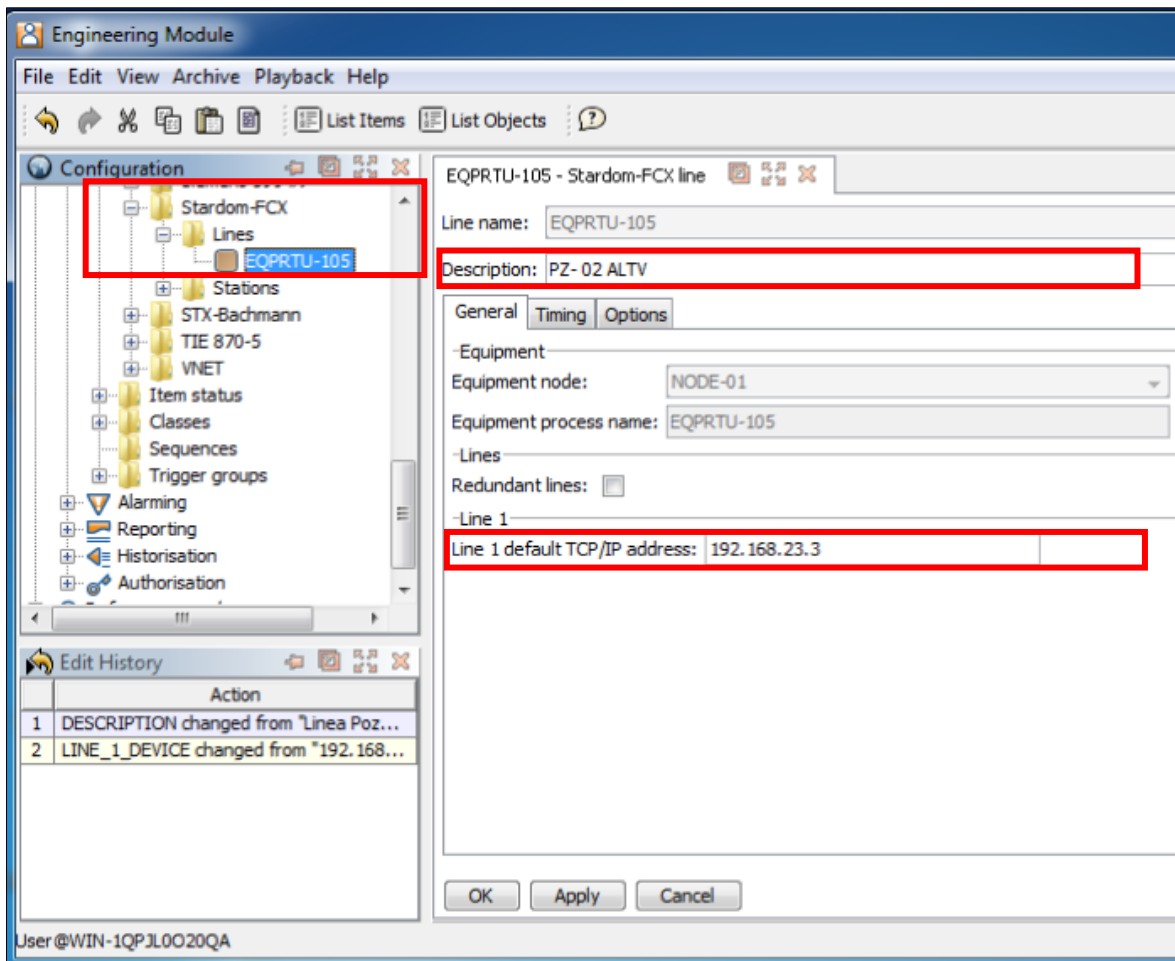 Engineering Module
File Edit View Archive Playback Help
List Items List Objects
Configuration
Stardom-FCX
Lines
EQPRTU-105
Stations
STX-Bachmann
TIE 870-5
VNET
Item status
Classes
Sequences
Trigger groups
Alarming
Reporting
Historisation
Authorisation
Edit History
Action
1 DESCRIPTION changed from "Linea Poz...
2 LINE_1_DEVICE changed from "192.168...
EQPRTU-105 - Stardom-FCX line
Line name: EQPRTU-105
Description: PZ- 02 ALTV
General Timing Options
Equipment
Equipment node: NODE-01
Equipment process name: EQPRTU-105
Lines
Redundant lines:
Line 1
Line 1 default TCP/IP address: 192.168.23.3
OK Apply Cancel
User@WIN-1QPJL0O20QA